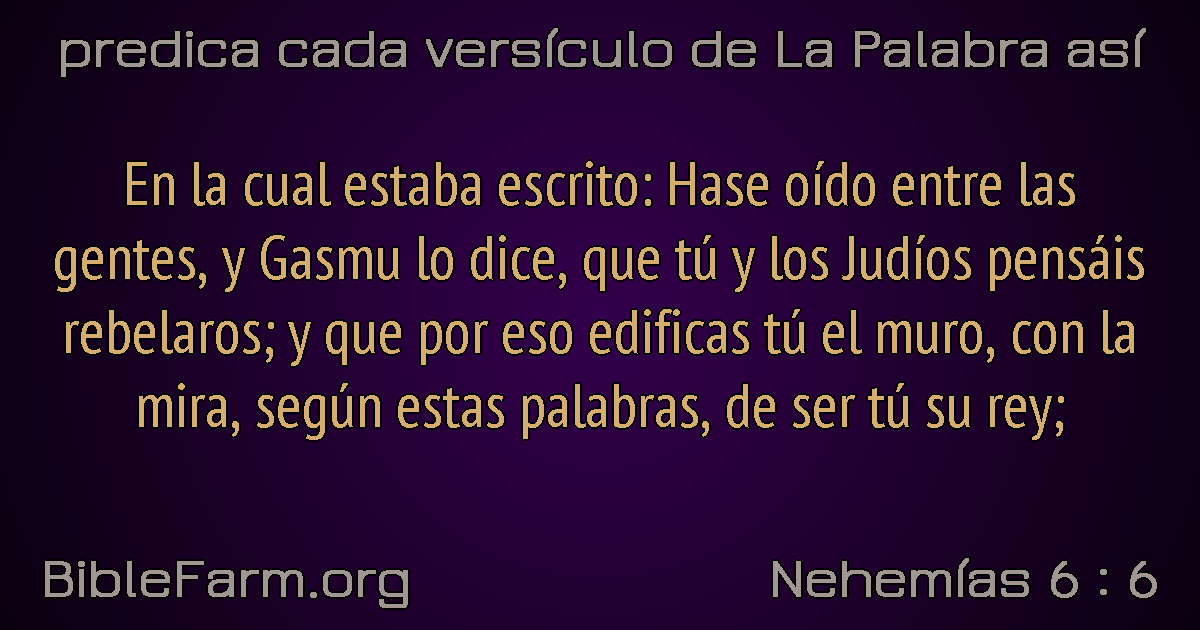 predica cada versículo de La Palabra así
En la cual estaba escrito: Hase oído entre las
gentes, y Gasmu lo dice, que tú y los Judíos pensáis
rebelaros; y que por eso edificas tú el muro, con la
mira, según estas palabras, de ser tú su rey;
BibleFarm.org
Nehemías 6 : 6